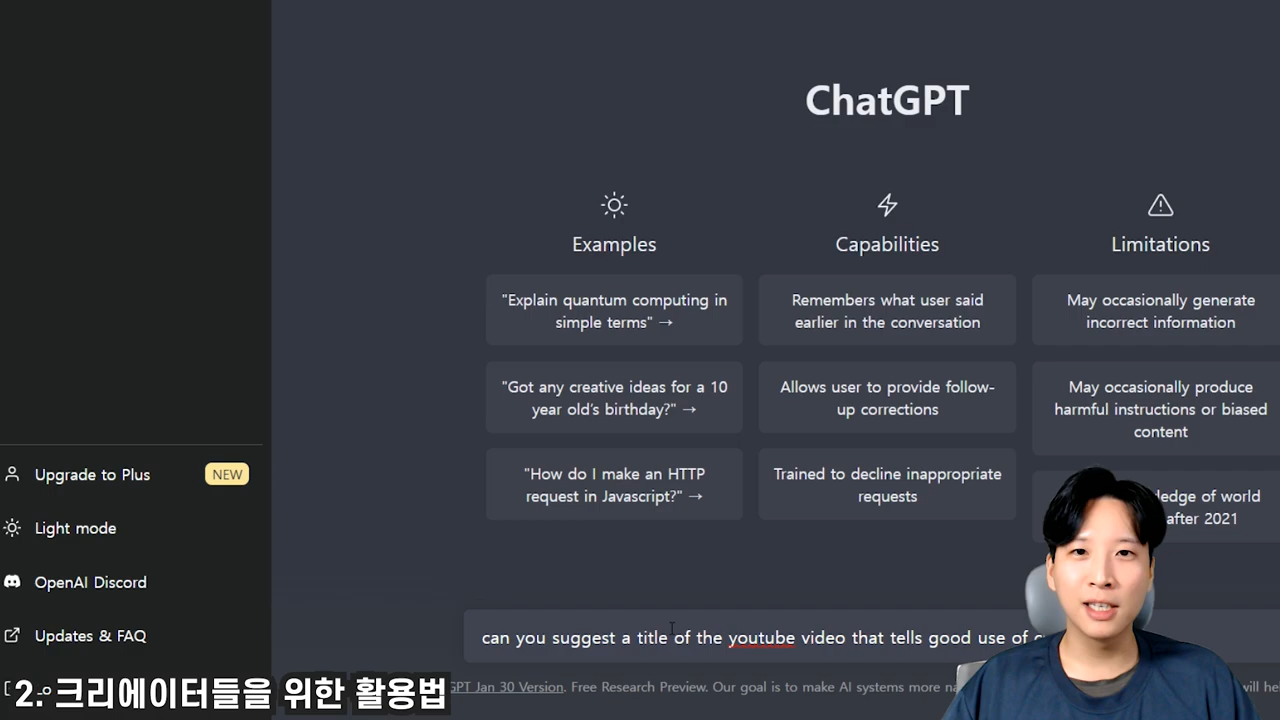 ChatGPT
Examples
Capabilities
Limitations
"Explain quantum computing in
simple terms" →
Remembers what user said
earlier in the conversation
May occasionally generate
incorrect information
"Got any creative ideas for a 10
year old's birthday?" →
Allows user to provide follow-
up corrections
May occasionally produce
harmful instructions or biased
content
"How do I make an HTTP
request in Javascript?" →
Trained to decline inappropriate
requests
of world
after 2021
Upgrade to Plus
NEW
Light mode
OpenAI Discord
Updates & FAQ
can you suggest a title of the youtube video that tells good use of
GPT Jan 30 Version. Free Research Preview. Our goal is to make AI systems more
will
2. 크리에이터들을 위한 활용법